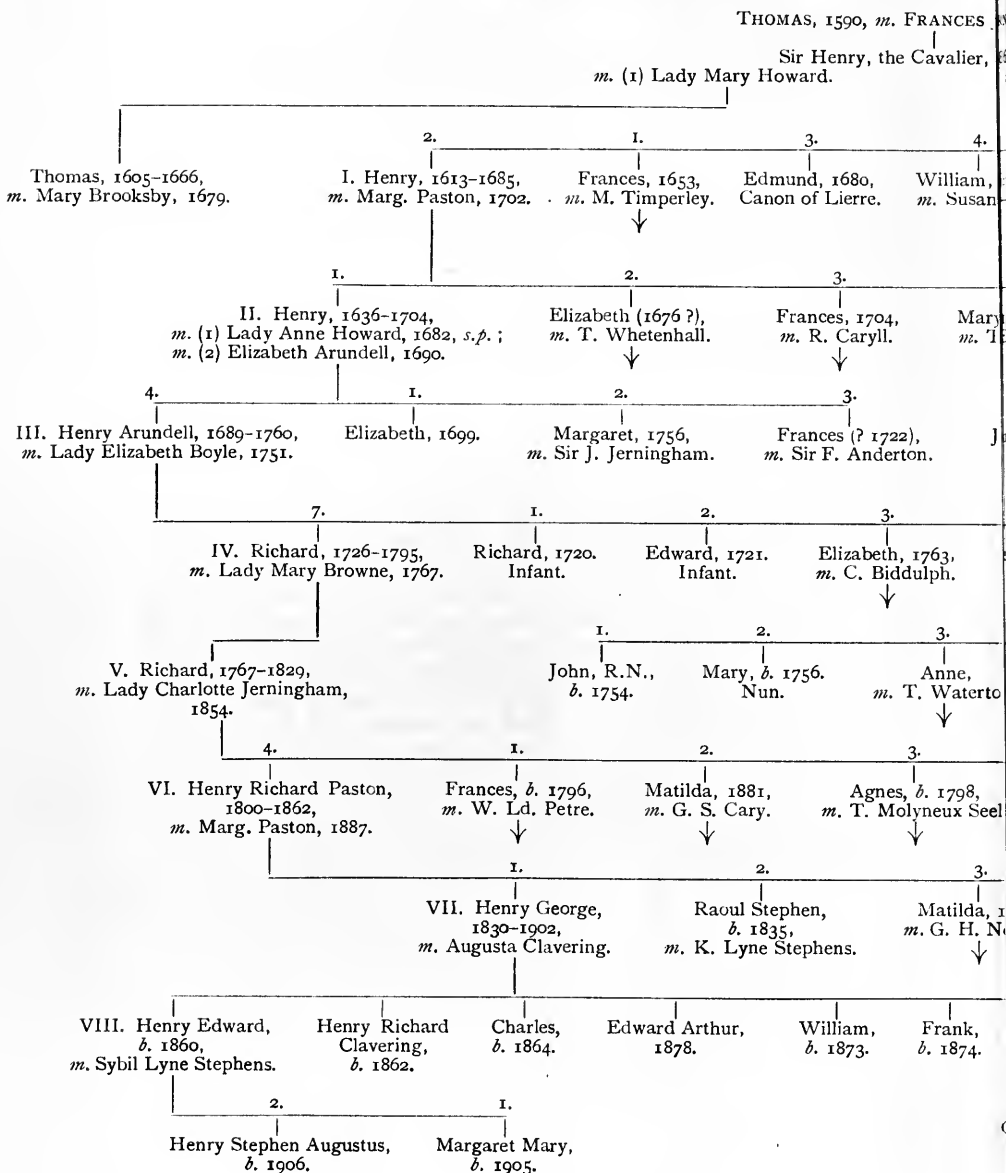 THOMAS, 1590, m. FRANCES
Sir Henry, the Cavalier,
m. (1) Lady Mary Howard.
2. 1. 3. 4.
Thomas, 1605-1666, I. Henry, 1613-1685, Frances, 1653, Edmund, 1680, William,
m. Mary Brooksby, 1679. m. Marg. Paston, 1702. m. M. Timperley. Canon of Lierre. m. Susan
1. 2. 3.
II. Henry, 1636-1704, Elizabeth (1676 ?), Frances, 1704, Mary
m. (1) Lady Anne Howard, 1682, s.p. ; m. T. Whetenhall. m. R. Caryll. m. T
m. (2) Elizabeth Arundell, 1690.
4. 1. 2. 3.
III. Henry Arundell, 1689-1760, Elizabeth, 1699. Margaret, 1756, Frances (? 1722), J
m. Lady Elizabeth Boyle, 1751. m. Sir J. Jerningham. m. Sir F. Anderton.
7. 1. 2. 3.
IV. Richard, 1726-1795, Richard, 1720. Edward, 1721. Elizabeth, 1763,
m. Lady Mary Browne, 1767. Infant. Infant. m. C. Biddulph.
1. 2. 3.
V. Richard, 1767-1829, John, R.N., Mary, b. 1756. Anne,
m. Lady Charlotte Jerningham, b. 1754. Nun. m. T. Waterto
1854.
4. 1. 2. 3.
VI. Henry Richard Paston, Frances, b. 1796, Matilda, 1881, Agnes, b. 1798,
1800-1862, m. W. Ld. Petre. m. G. S. Cary. m. T. Molyneux Seel
m. Marg. Paston, 1887.
1. 2. 3.
VII. Henry George, Raoul Stephen, Matilda, 1
1830-1902, b. 1835, m. G. H. N
m. Augusta Clavering. m. K. Lyne Stephens.
VIII. Henry Edward, Henry Richard Charles, Edward Arthur, William, Frank,
b. 1860, Clavering, b. 1864. 1878. b. 1873. b. 1874.
m. Sybil Lyne Stephens. b. 1862.
2. 1.
Henry Stephen Augustus, Margaret Mary,
b. 1906. b. 1905.